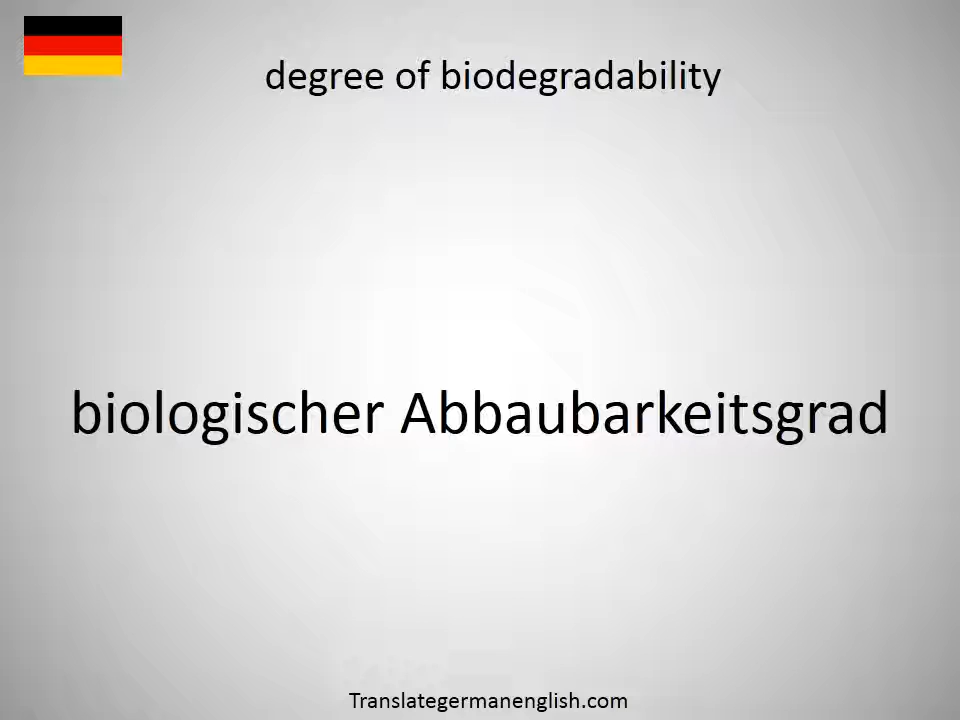 degree of biodegradability
biologischer Abbaubarkeitsgrad
Translategermanenglish.com